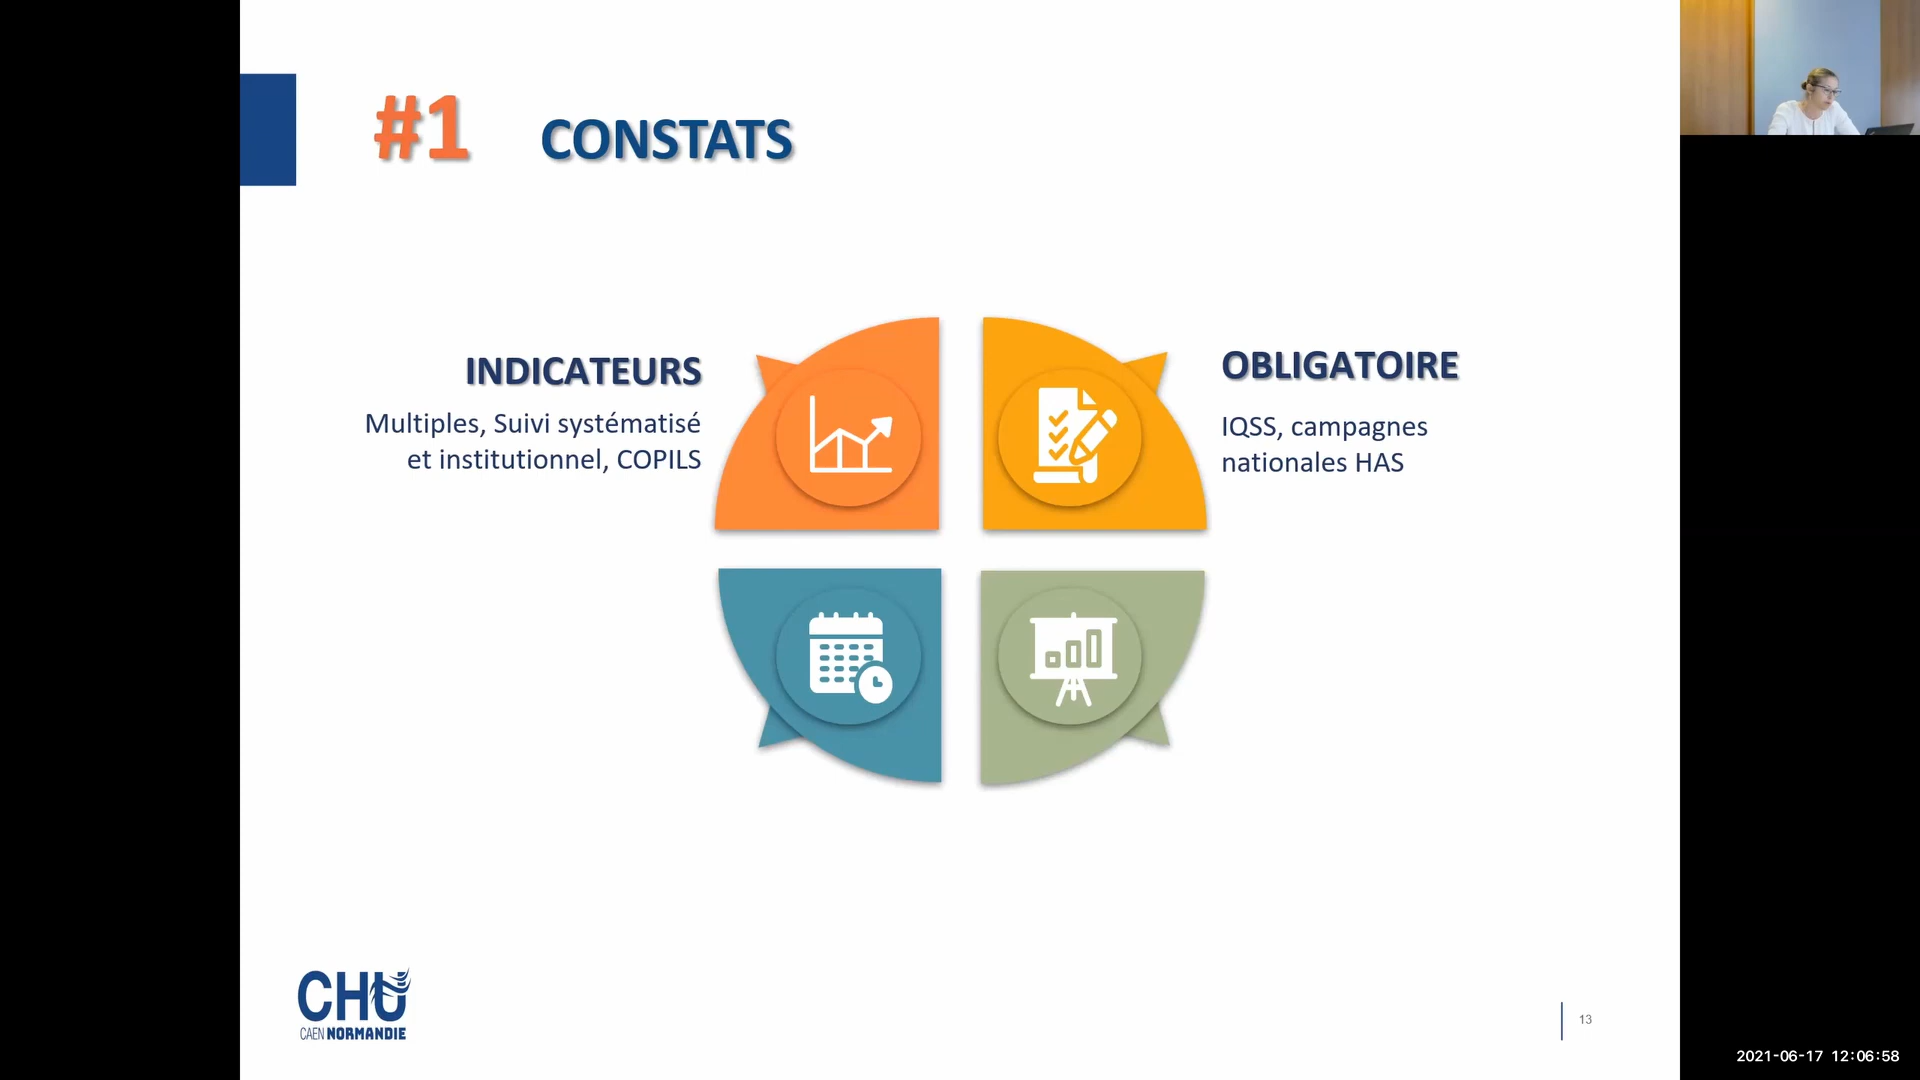 #1 CONSTATS
INDICATEURS
Multiples, Suivi systématisé
et institutionnel, COPILS
OBLIGATOIRE
IQSS, campagnes
nationales HAS
CHU
CAEN NORMANDIE
13
2021-06-17 12:06:58